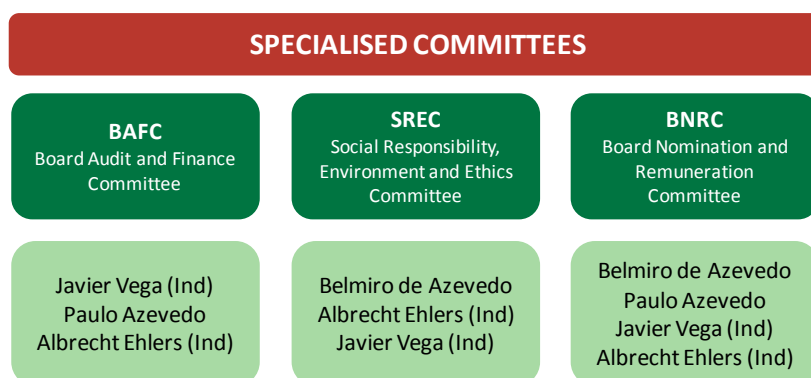 SPECIALISED COMMITTEES
BAFC
Board Audit and Finance
Committee
SREC
Social Responsibility,
Environment and Ethics
Committee
BNRC
Board Nomination and
Remuneration
Committee
Javier Vega (Ind)
Paulo Azevedo
Albrecht Ehlers (Ind)
Belmiro de Azevedo
Albrecht Ehlers (Ind)
Javier Vega (Ind)
Belmiro de Azevedo
Paulo Azevedo
Javier Vega (Ind)
Albrecht Ehlers (Ind)